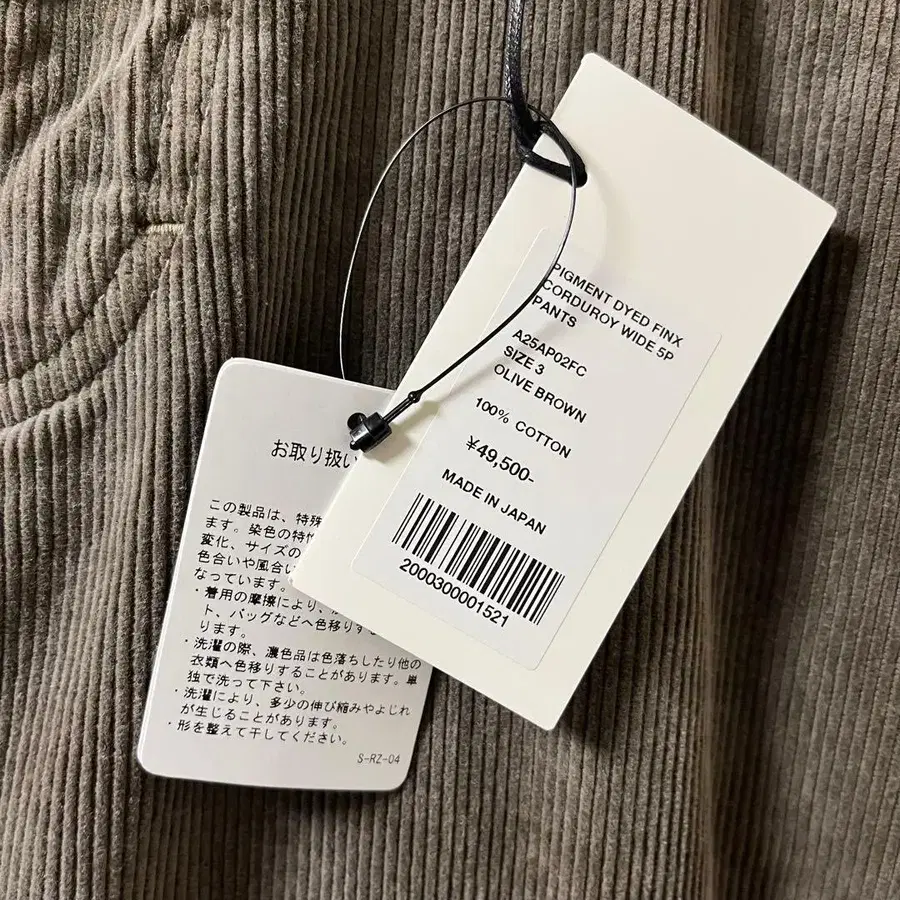 PIGMENT DYED FINX
CORDUROY WIDE 5P
PANTS
A25AP02FC
SIZE 3
OLIVE BROWN
100% COTTON
¥49,500-
MADE IN JAPAN
2000300001521
お取り扱い
この製品は、特殊
ます。染色の特性
変化、サイズの
色合いや風合い
なっています。
・着用の摩擦により、
ト、バッグなどへ色移りす
ります。
・洗濯の際、濃色品は色落ちしたり他の
衣類へ色移りすることがあります。単
独で洗って下さい。
・洗濯により、多少の伸び縮みやよじれ
が生じることがあります。
・形を整えて干してください。
S-RZ-04